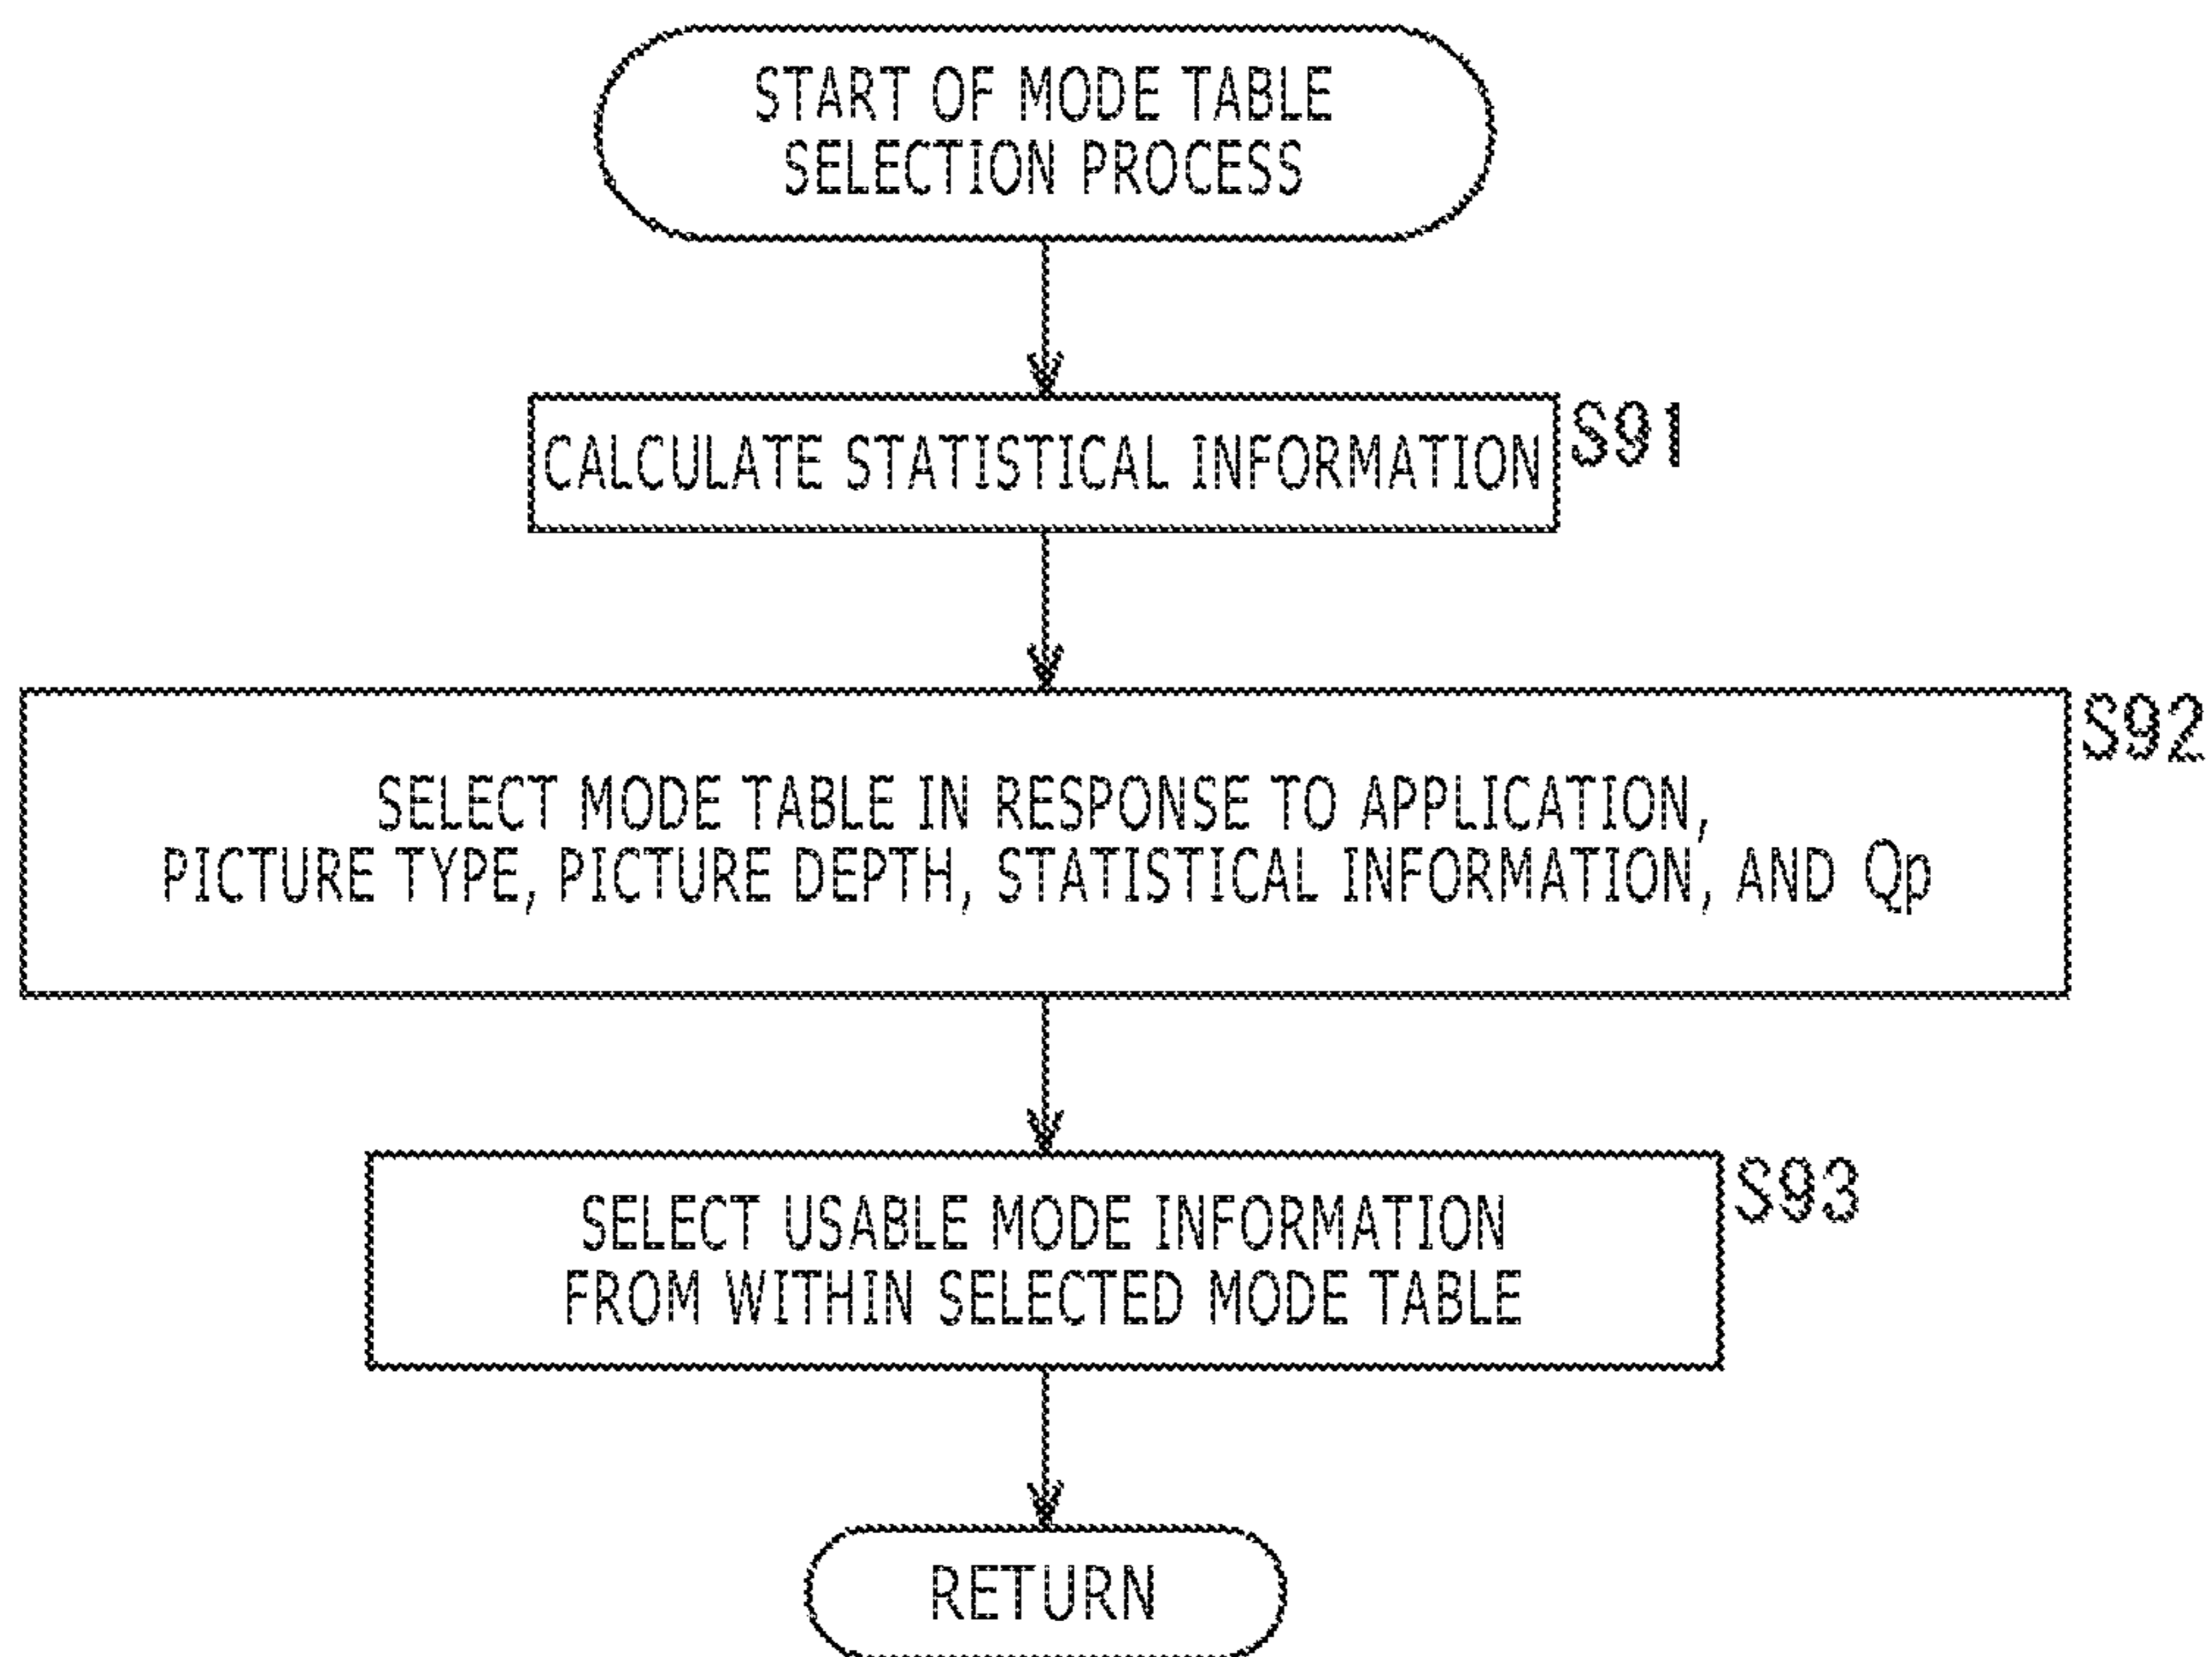 START OF MODE TABLE
SELECTION PROCESS
CALCULATE STATISTICAL INFORMATION
S91
SELECT MODE TABLE IN RESPONSE TO APPLICATION,
PICTURE TYPE, PICTURE DEPTH, STATISTICAL INFORMATION, AND Qp
S92
SELECT USABLE MODE INFORMATION
FROM WITHIN SELECTED MODE TABLE
S93
RETURN